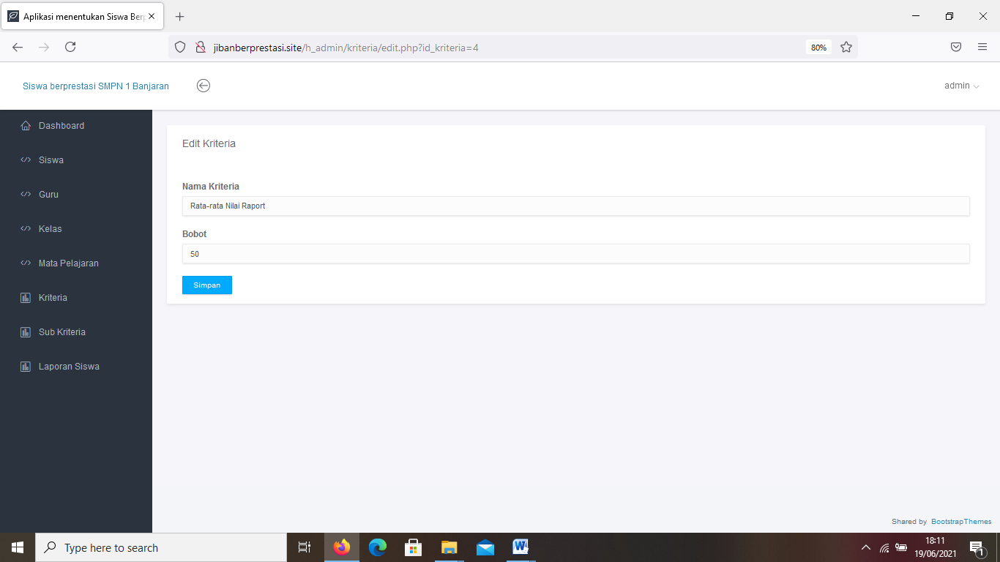 Aplikasi menentukan Siswa Berp
jibanberprestasi.site/h_admin/kriteria/edit.php?id_kriteria=4
80%
Siswa berprestasi SMPN 1 Banjaran
admin
Dashboard
Siswa
Guru
Kelas
Mata Pelajaran
Kriteria
Sub Kriteria
Laporan Siswa
Edit Kriteria
Nama Kriteria
Rata-rata Nilai Raport
Bobot
50
Simpan
Shared by BootstrapThemes
Type here to search
18:11
19/06/2021
1